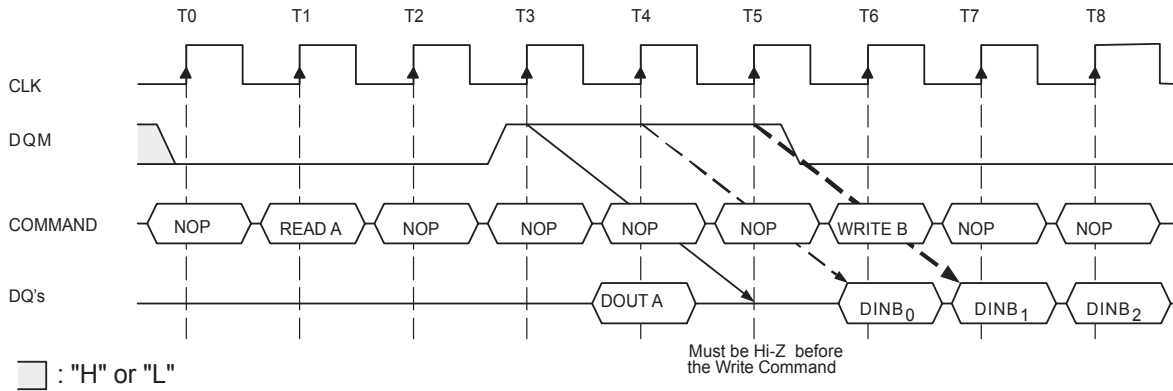 T0 T1 T2 T3 T4 T5 T6 T7 T8
CLK
DQM
COMMAND NOP READ A NOP NOP NOP NOP WRITE B NOP NOP
DQ's DOUT A DINB0 DINB1 DINB2
Must be Hi-Z before
the Write Command
: "H" or "L"